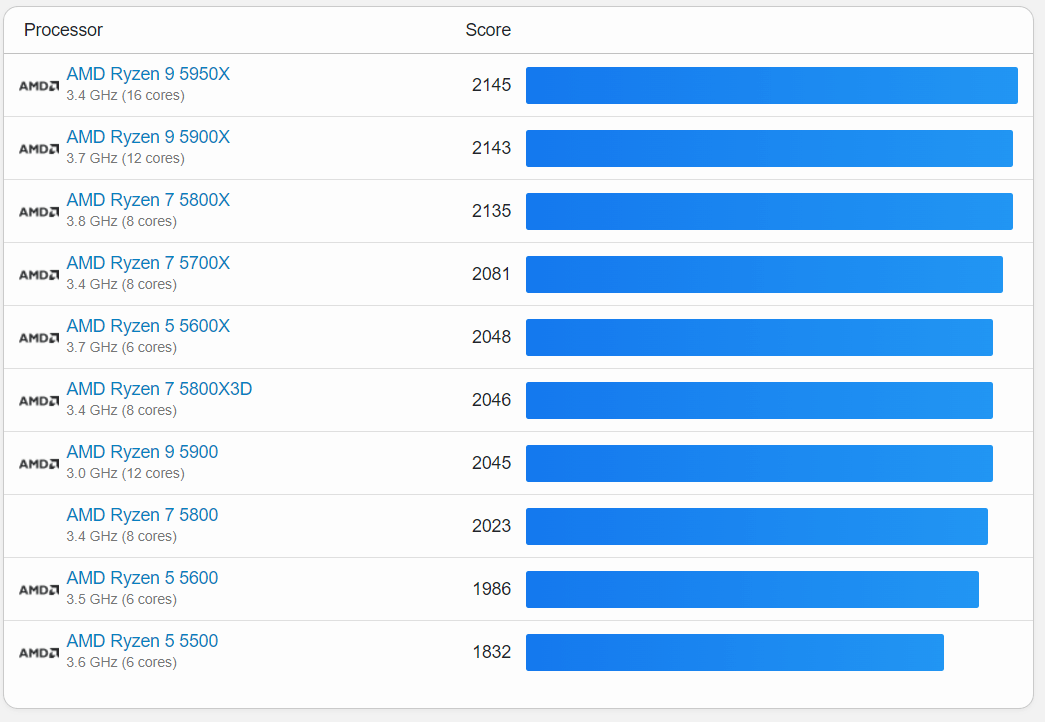 Processor Score
AMD AMD Ryzen 9 5950X
3.4 GHz (16 cores) 2145
AMD AMD Ryzen 9 5900X
3.7 GHz (12 cores) 2143
AMD AMD Ryzen 7 5800X
3.8 GHz (8 cores) 2135
AMD AMD Ryzen 7 5700X
3.4 GHz (8 cores) 2081
AMD AMD Ryzen 5 5600X
3.7 GHz (6 cores) 2048
AMD AMD Ryzen 7 5800X3D
3.4 GHz (8 cores) 2046
AMD AMD Ryzen 9 5900
3.0 GHz (12 cores) 2045
AMD Ryzen 7 5800
3.4 GHz (8 cores) 2023
AMD AMD Ryzen 5 5600
3.5 GHz (6 cores) 1986
AMD AMD Ryzen 5 5500
3.6 GHz (6 cores) 1832